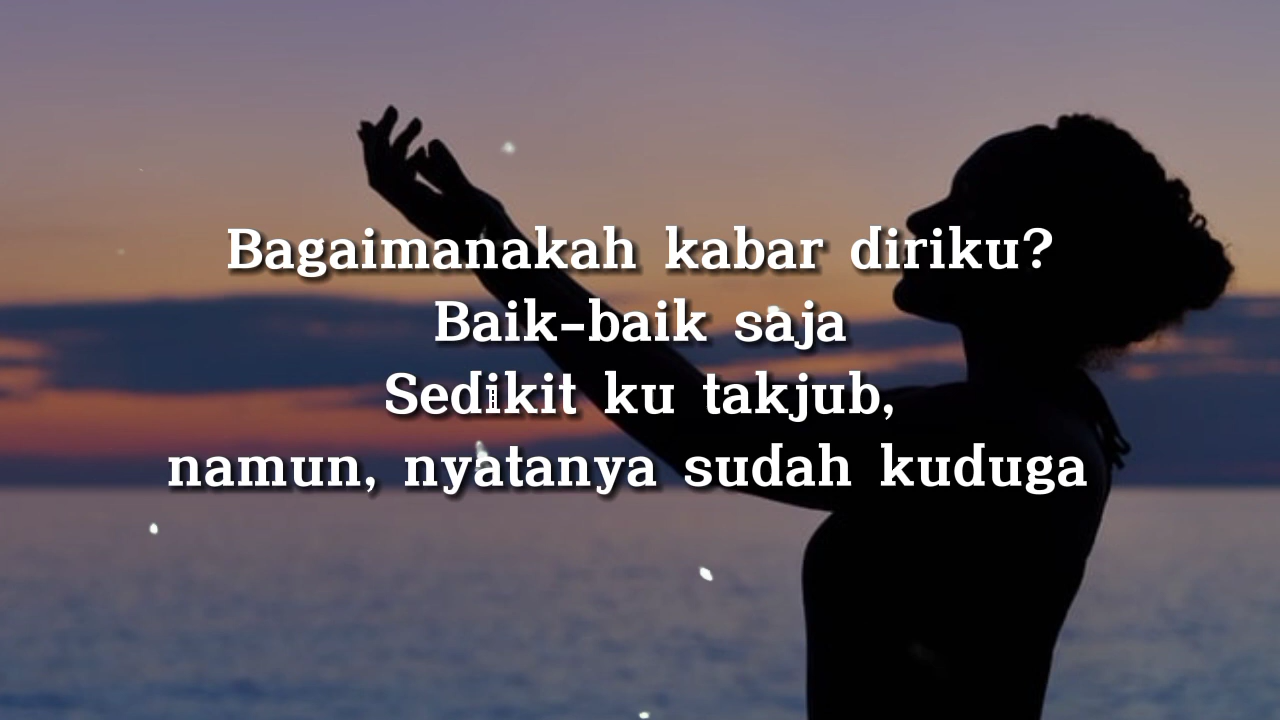 Bagaimanakah kabar diriku?
Baik-baik saja
Sedikit ku takjub,
namun, nyatanya sudah kuduga